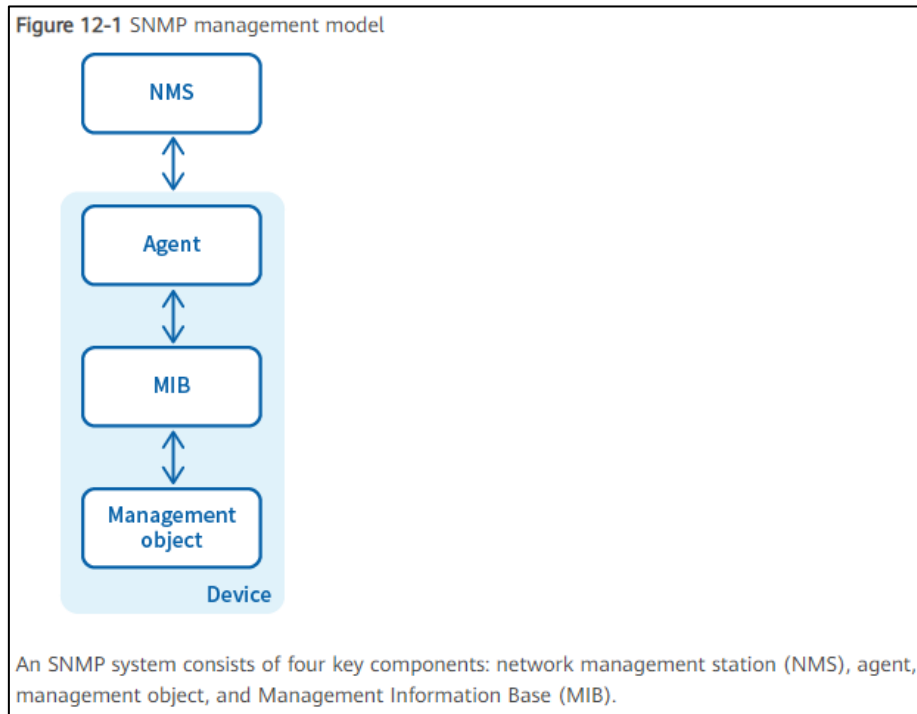 Figure 12-1 SNMP management model
NMS
Agent
MIB
Management
object
Device
An SNMP system consists of four key components: network management station (NMS), agent,
management object, and Management Information Base (MIB).